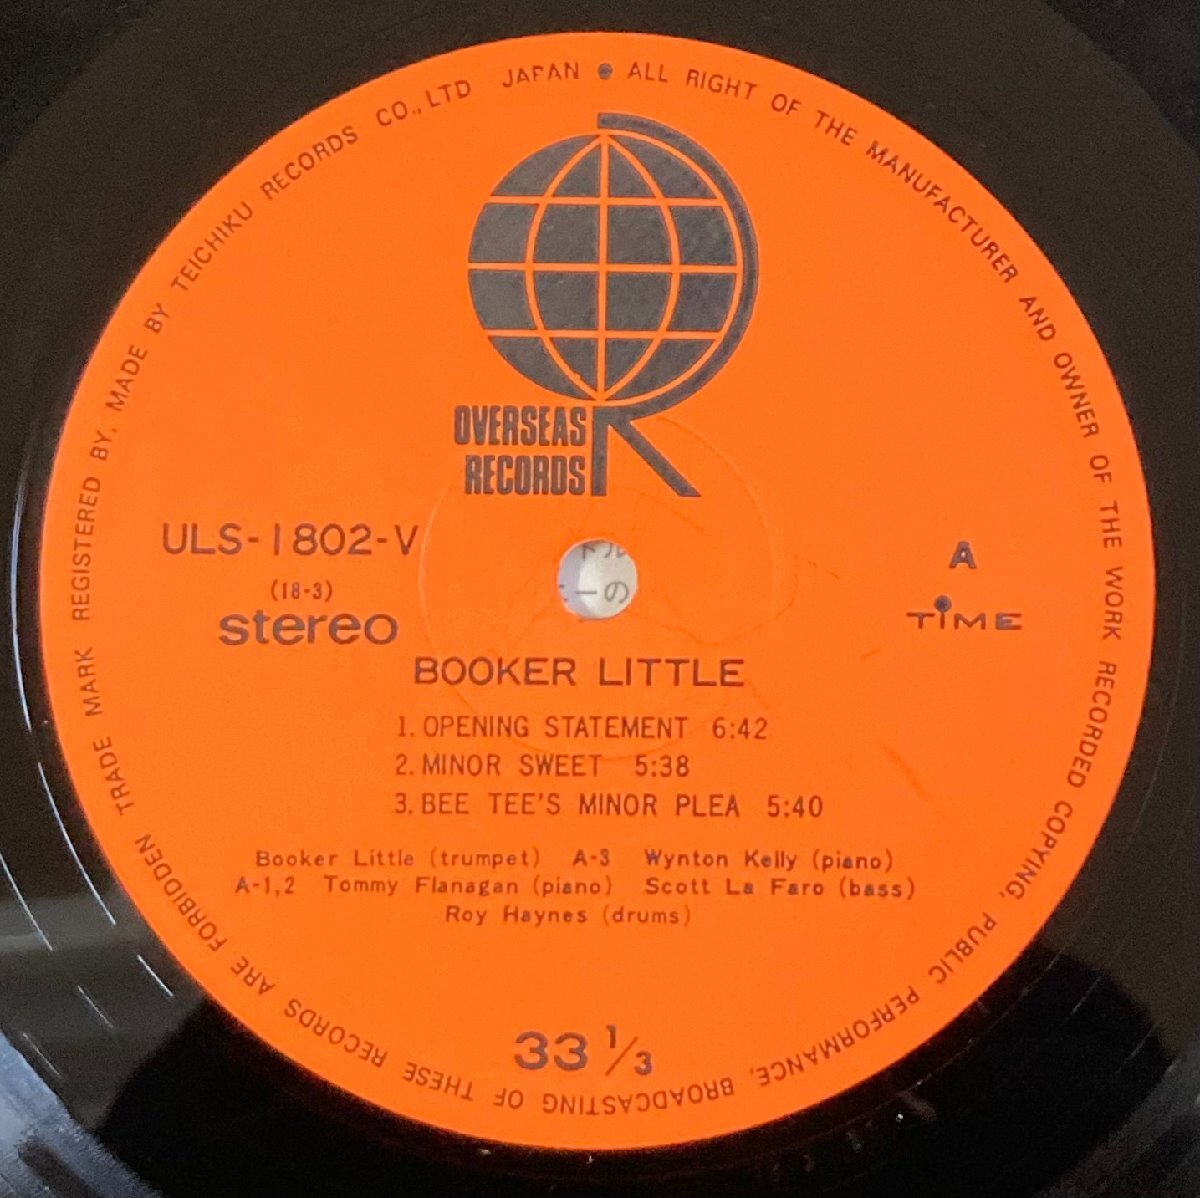 ALL RIGHT OF THE MANUFACTURER AND OWNER OF THE WORK RECORDED COPYING, PUBLIC PERFORMANCE, BROADCASTING OF THESE RECORDS ARE FORBIDDEN TRADE MARK REGISTERED BY, MADE BY TEICHIKU RECORDS CO., LTD JAPAN
OVERSEAS
RECORDS
ULS-1802-V
(18-3)
stereo
A
TIME
トル
ーの
BOOKER LITTLE
1. OPENING STATEMENT 6:42
2. MINOR SWEET 5:38
3. BEE TEE'S MINOR PLEA 5:40
Booker Little (trumpet) A-3 Wynton Kelly (piano)
A-1,2 Tommy Flanagan (piano) Scott La Faro (bass)
Roy Haynes (drums)
33 1/3